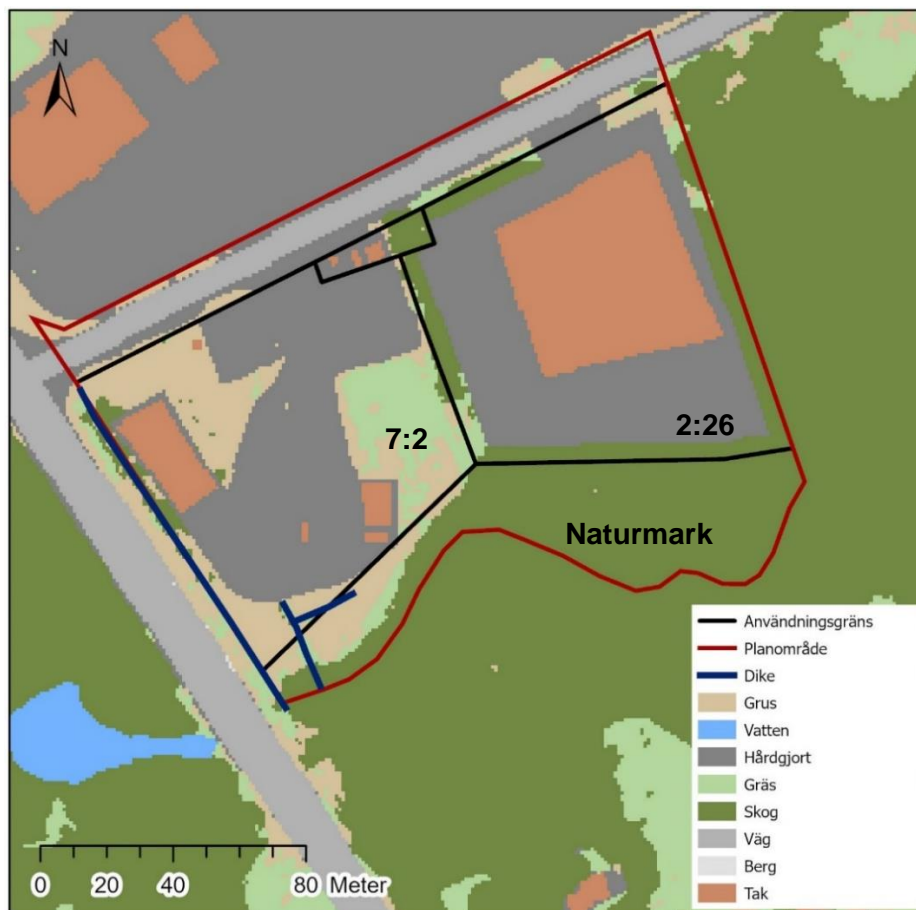 N
7:2
2:26
Naturmark
Användningsgräns
Planområde
Dike
Grus
Vatten
Hårdgjort
Gräs
Skog
Väg
Berg
Tak
0 20 40 80 Meter